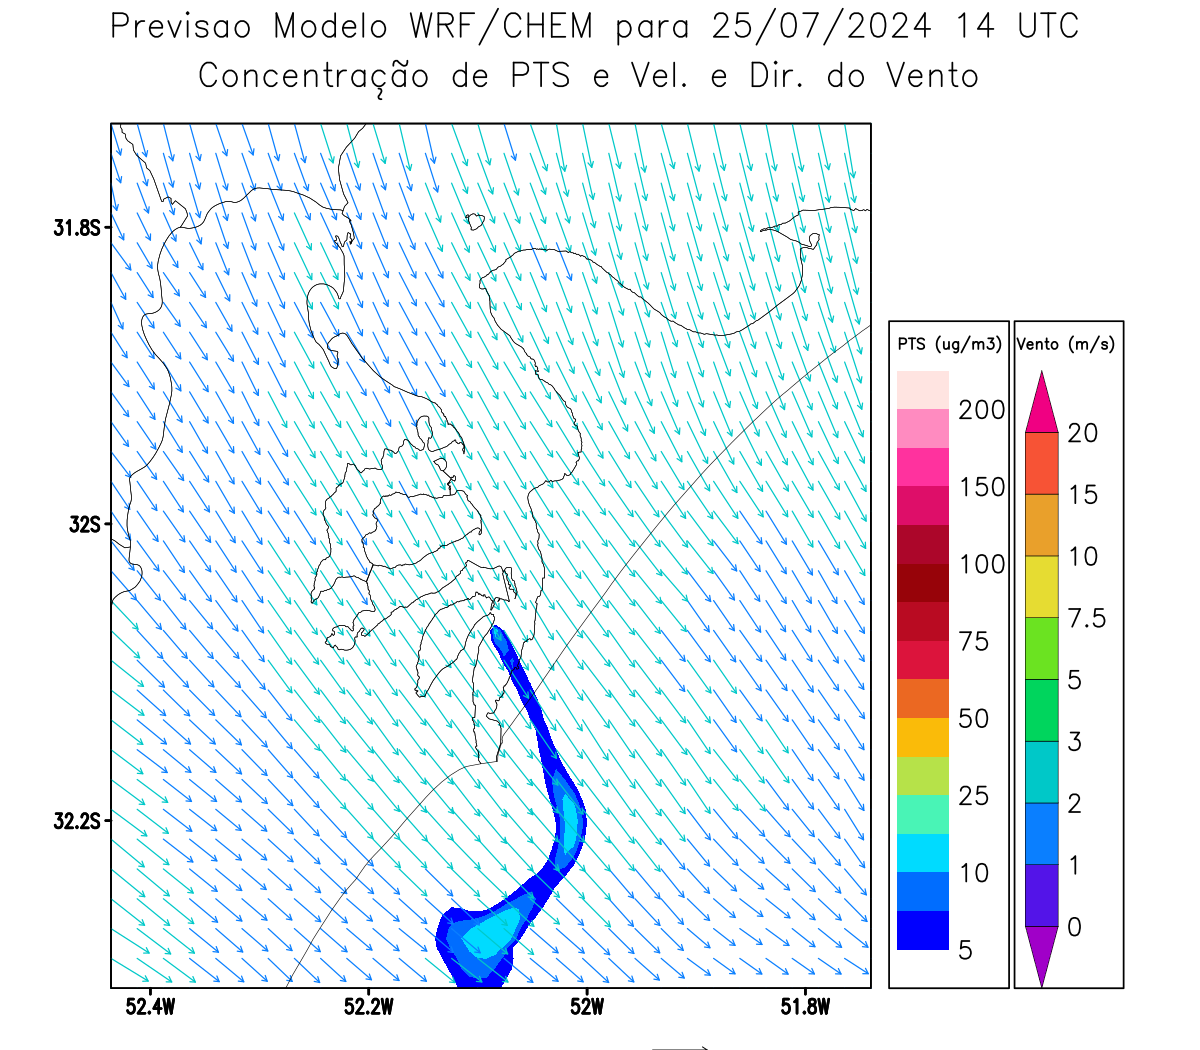 Previsao Modelo WRF/CHEM para 25/07/2024 14 UTC
Concentração de PTS e Vel. e Dir. do Vento
31.8S
32S
32.2S
52.4W
52.2W
52W
51.8W
PTS (ug/m3)
200
150
100
75
50
25
10
5
Vento (m/s)
20
15
10
7.5
5
3
2
1
0